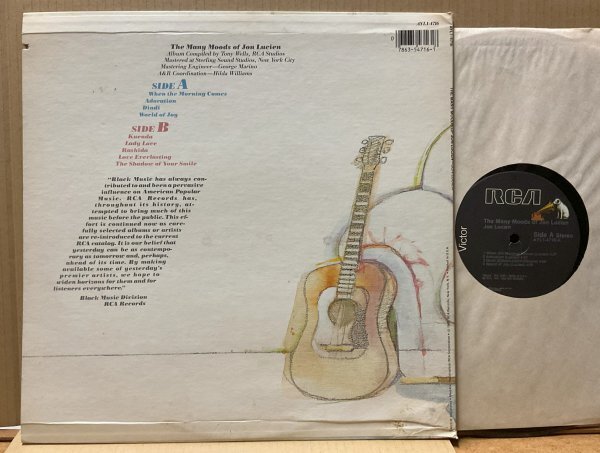 AYL1-4716
The Many Moods of Jon Lucien
Album Compiled by Tony Wells, RCA Studios
Mastered at Sterling Sound Studios, New York City
Mastering Engineer—George Marino
A&R Coordination—Hilda Williams
SIDE A
When the Morning Comes
Adoration
Dindi
World of Joy
SIDE B
Kuenda
Lady Love
Rashida
Love Everlasting
The Shadow of Your Smile
"Black Music has always con-
tributed to and been a pervasive
influence on American Popular
Music. RCA Records has,
throughout its history, at-
tempted to bring much of this
music before the public. This ef-
fort is continued now as care-
fully selected albums or artists
are re-introduced to the current
RCA catalog. It is our belief that
yesterday can be as contempo-
rary as tomorrow and, perhaps,
ahead of its time. By making
available some of yesterday's
premier artists, we hope to
widen horizons for them and for
listeners everywhere."
Black Music Division
RCA Records
0 7863-54716-1
RCA
Victor
The Many Moods of Jon Lucien
Jon Lucien
Side A Stereo